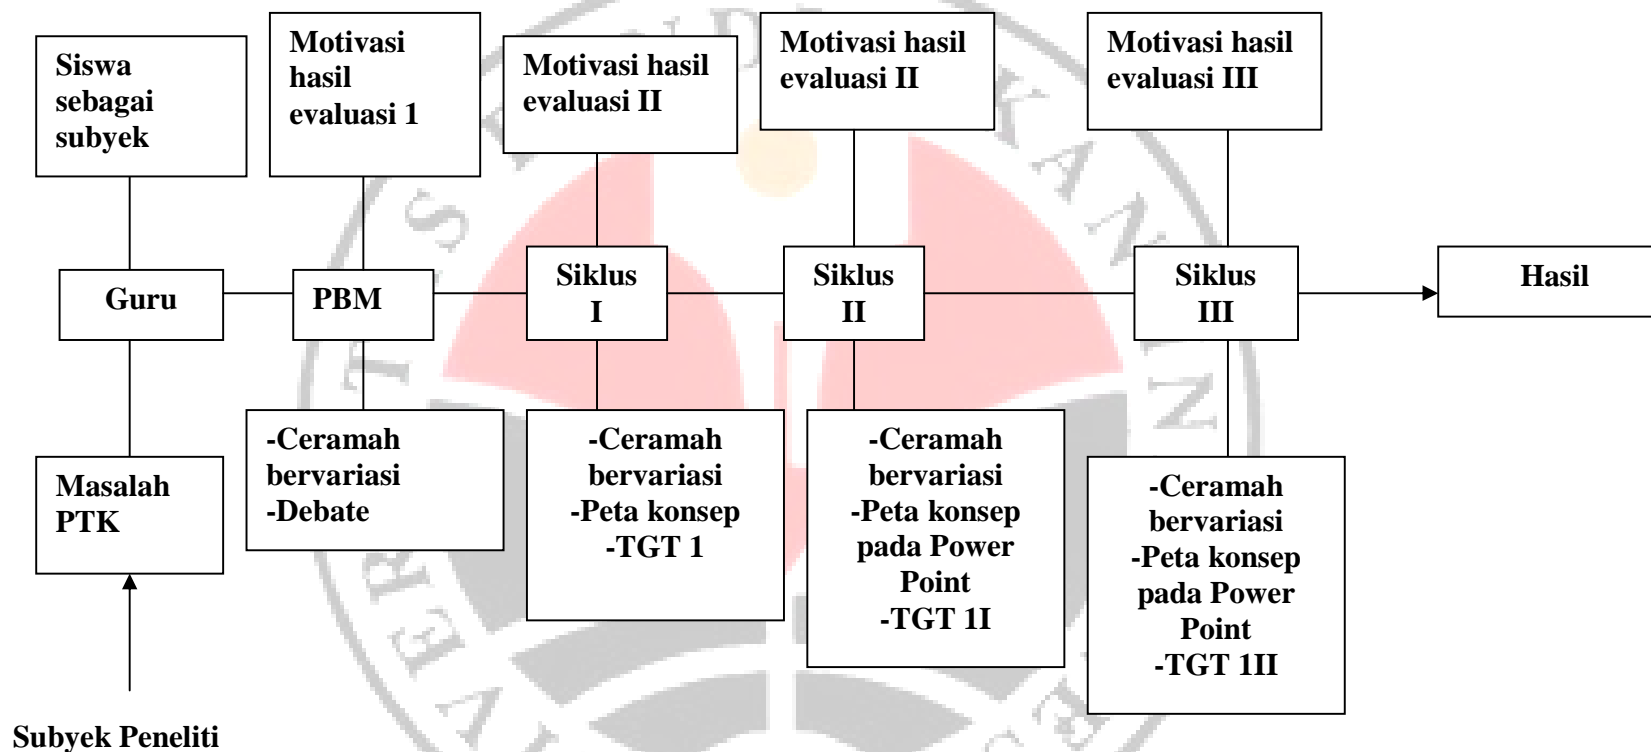 Siswa
sebagai
subyek
Motivasi
hasil
evaluasi 1
Motivasi hasil
evaluasi II
Motivasi hasil
evaluasi II
Motivasi hasil
evaluasi III
Guru
PBM
Siklus
I
Siklus
II
Siklus
III
Hasil
Masalah
PTK
-Ceramah
bervariasi
-Debate
-Ceramah
bervariasi
-Peta konsep
-TGT 1
-Ceramah
bervariasi
-Peta konsep
pada Power
Point
-TGT 1I
-Ceramah
bervariasi
-Peta konsep
pada Power
Point
-TGT 1II
Subyek Peneliti